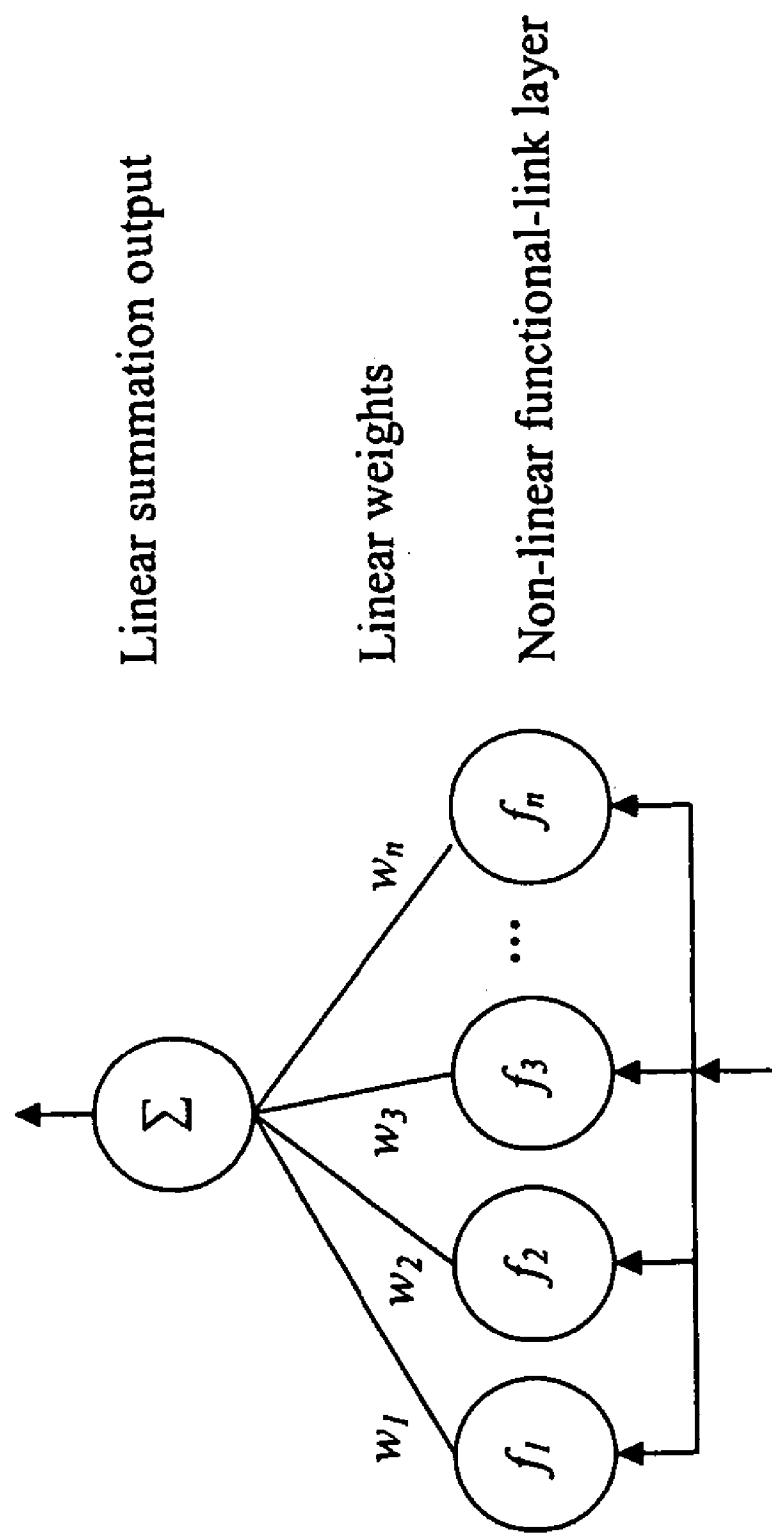 Linear summation output
Σ
Linear weights
w1 w2 w3 wn
Non-linear functional-link layer
f1 f2 f3 ... fn